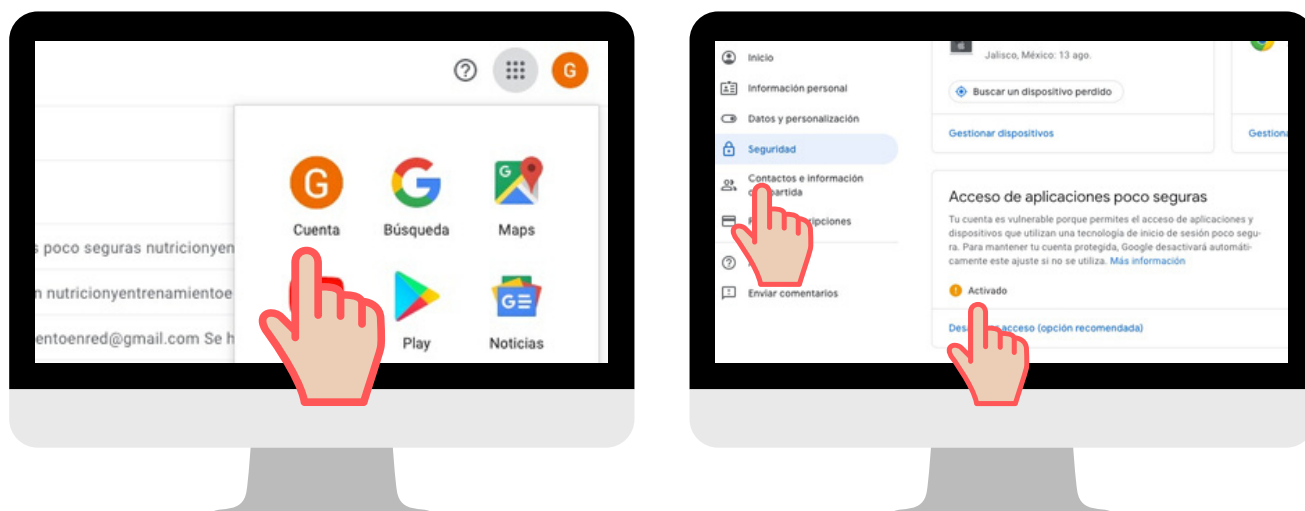 G
G
Cuenta
Búsqueda
Maps
poco seguras nutricionyen
nutricionyentrenamientoe
GE
Play
Noticias
entoenred@gmail.com Se h
Inicio
Información personal
Datos y personalización
Seguridad
Contactos e información
Enviar comentarios
Jalisco, México: 13 ago.
Buscar un dispositivo perdido
Gestionar dispositivos
Gestiona
Acceso de aplicaciones poco seguras
Tu cuenta es vulnerable porque permites el acceso de aplicaciones y
dispositivos que utilizan una tecnología de inicio de sesión poco segu-
ra. Para mantener tu cuenta protegida, Google desactivará automáti-
camente este ajuste si no se utiliza. Más información
Activado
acceso (opción recomendada)